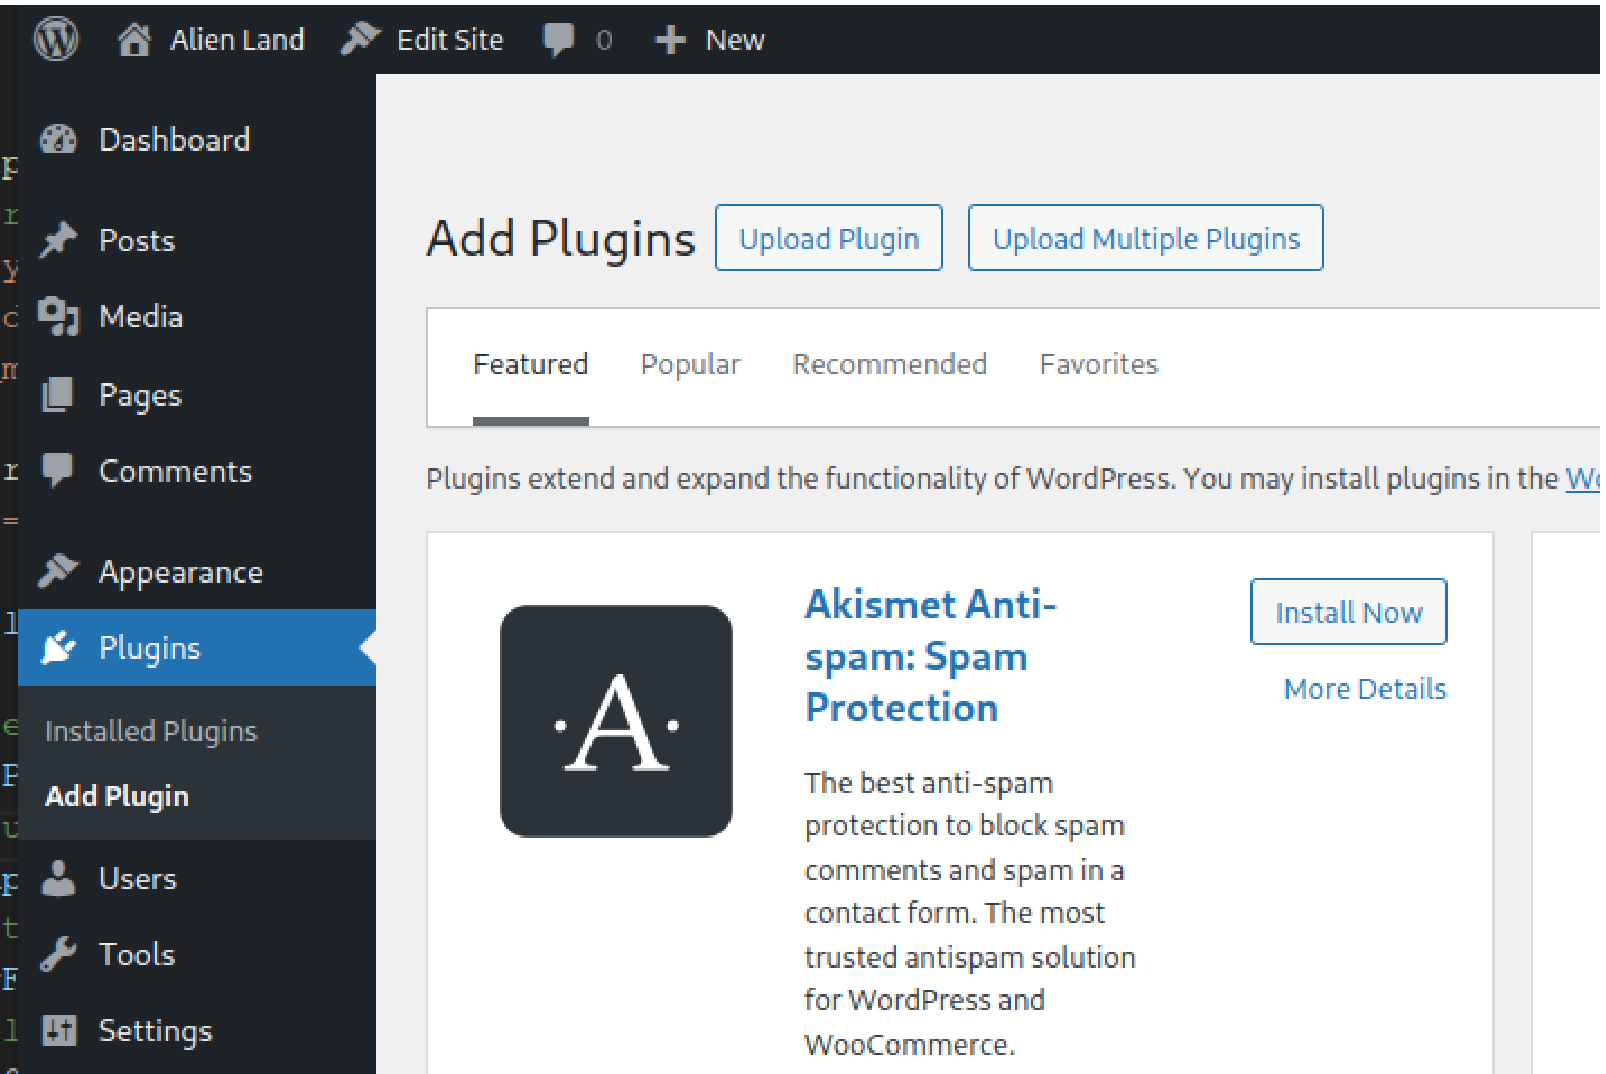 Alien Land
Edit Site
0
New
Dashboard
Posts
Media
Pages
Comments
Appearance
Plugins
Installed Plugins
Add Plugin
Users
Tools
Settings
Add Plugins
Upload Plugin
Upload Multiple Plugins
Featured
Popular
Recommended
Favorites
Plugins extend and expand the functionality of WordPress. You may install plugins in the
·A·
Akismet Anti-
spam: Spam
Protection
Install Now
More Details
The best anti-spam
protection to block spam
comments and spam in a
contact form. The most
trusted antispam solution
for WordPress and
WooCommerce.